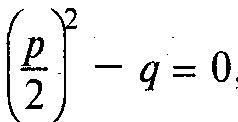 (p/2)² − q = 0,